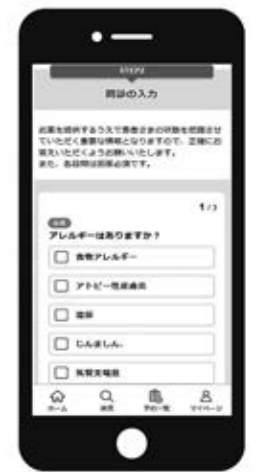 STEP2
問診の入力
お薬を提供するうえで患者さまの状態を把握させ
ていただく重要な情報となりますので、正確にお
答えいただくようお願いいたします。
また、各設問は回答必須です。
1/3
必須
アレルギーはありますか？
食物アレルギー
アトピー性皮膚炎
喘息
じんましん
気管支喘息
ホーム
検索
予約一覧
マイページ